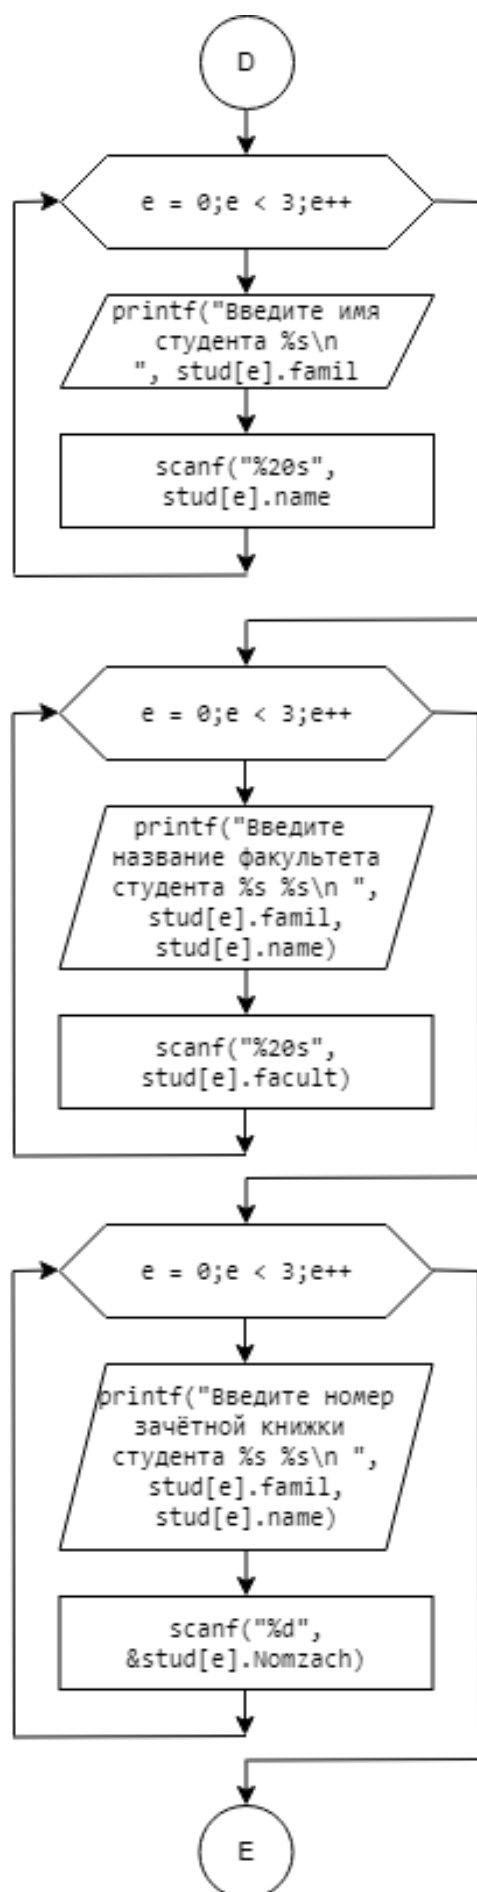 D
e = 0;e < 3;e++
printf("Введите имя
студента %s\n
", stud[e].famil
scanf("%20s",
stud[e].name
e = 0;e < 3;e++
printf("Введите
название факультета
студента %s %s\n ",
stud[e].famil,
stud[e].name)
scanf("%20s",
stud[e].facult)
e = 0;e < 3;e++
printf("Введите номер
зачётной книжки
студента %s %s\n ",
stud[e].famil,
stud[e].name)
scanf("%d",
&stud[e].Nomzach)
E